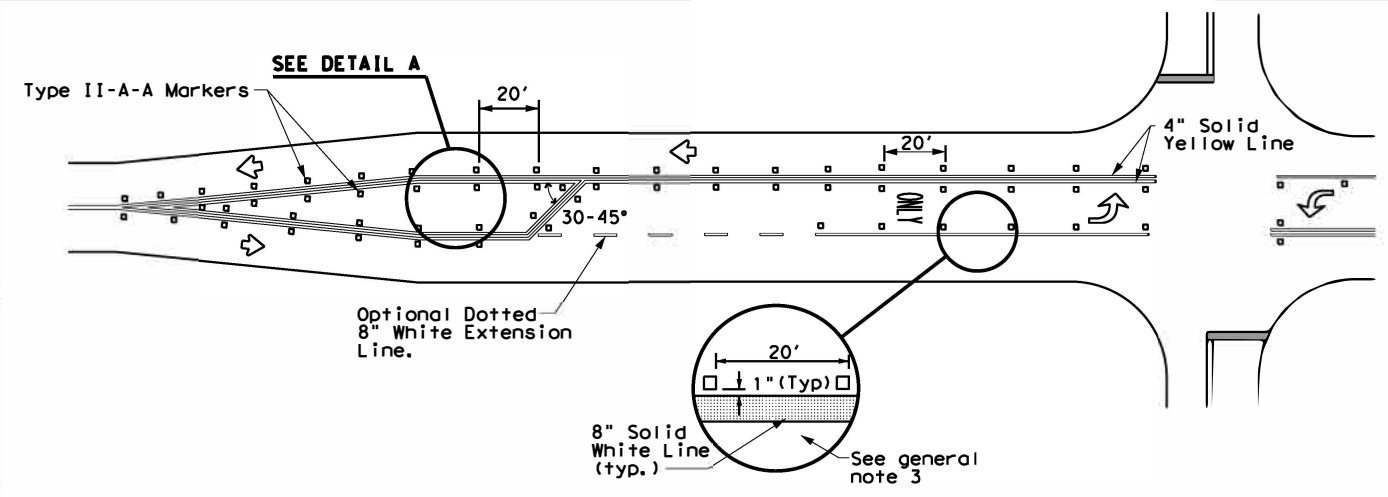 SEE DETAIL A
Type II-A-A Markers
20'
20'
4" Solid
Yellow Line
ONLY
30-45°
Optional Dotted
8" White Extension
Line.
20'
1"(Typ)
8" Solid
White Line
(typ.)
See general
note 3